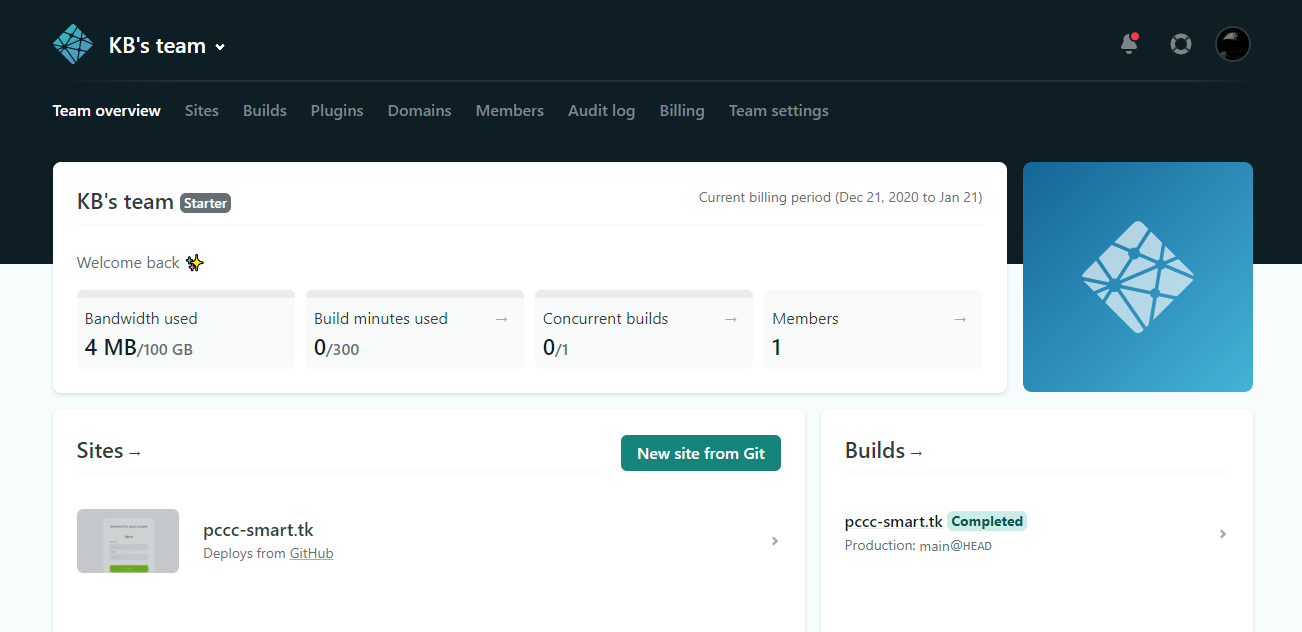 KB's team
Team overview Sites Builds Plugins Domains Members Audit log Billing Team settings
KB's team Starter
Current billing period (Dec 21, 2020 to Jan 21)
Welcome back
Bandwidth used
4 MB/100 GB
Build minutes used →
0/300
Concurrent builds →
0/1
Members →
1
Sites →
New site from Git
pccc-smart.tk
Deploys from GitHub
Builds →
pccc-smart.tk Completed
Production: main@HEAD